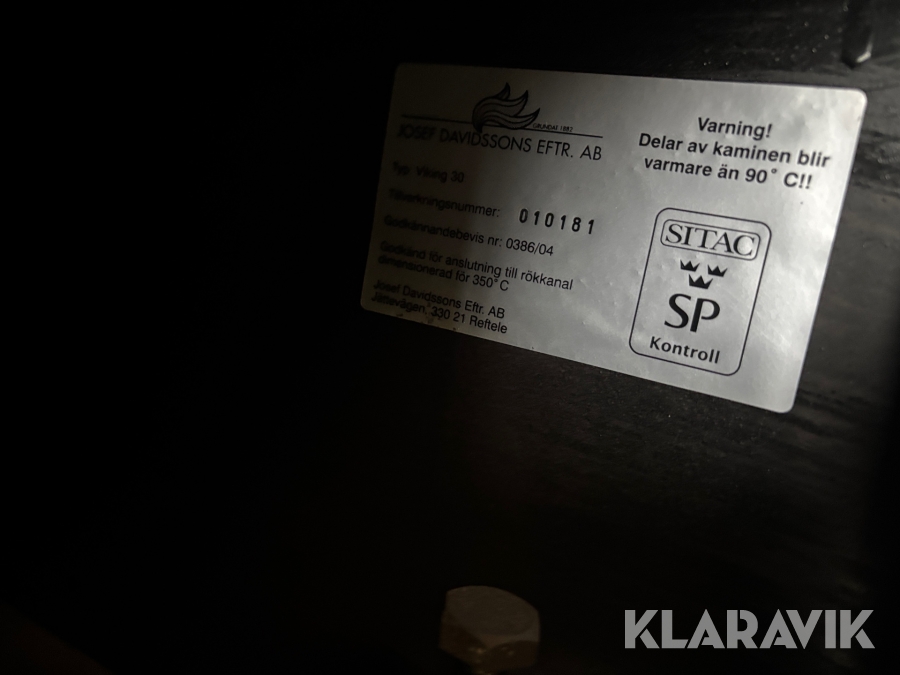 GRUNDAT 1882
JOSEF DAVIDSSONS EFTR. AB
Typ: Viking 30
Tillverkningsnummer: 010181
Godkännandebevis nr: 0386/04
Godkänd för anslutning till rökkanal
dimensionerad för 350°C
Josef Davidssons Eftr. AB
Jättevägen, 330 21 Reftele
Varning!
Delar av kaminen blir
varmare än 90° C!!
SITAC
SP
Kontroll
KLARAVIK